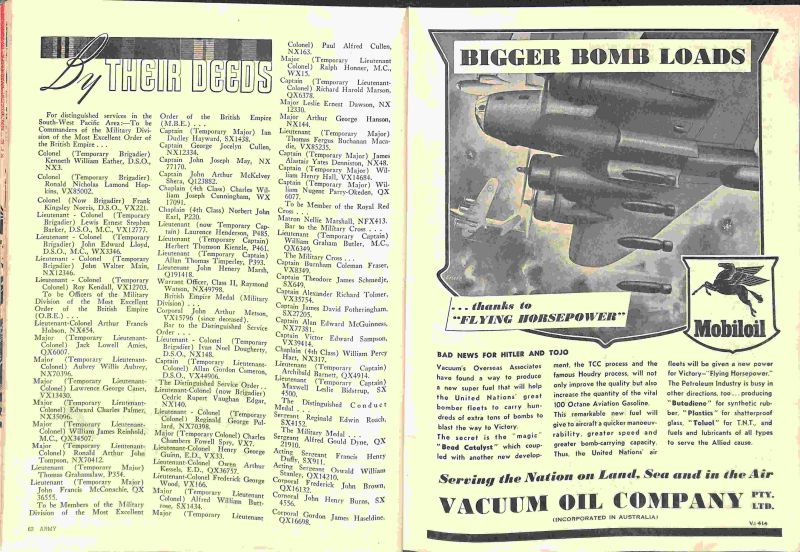 By THEIR DEEDS
For distinguished services in the
South-West Pacific Area:—To be
Commanders of the Military Divi-
sion of the Most Excellent Order of
the British Empire . . .
Colonel (Temporary Brigadier)
Kenneth William Eather, D.S.O.,
NX3.
Colonel (Temporary Brigadier)
Ronald Nicholas Lamond Hop-
kins, VX85002.
Colonel (Now Brigadier) Frank
Kingsley Norris, D.S.O., VX221.
Lieutenant - Colonel (Temporary
Brigadier) Lewis Ernest Stephen
Barker, D.S.O., M.C., VX12777.
Lieutenant - Colonel (Temporary
Brigadier) John Edward Lloyd,
D.S.O., M.C., WX3346.
Lieutenant - Colonel (Temporary
Brigadier) John Walter Main,
NX12346.
Lieutenant - Colonel (Temporary
Colonel) Roy Kendall, VX12703.
To be Officers of the Military
Division of the Most Excellent
Order of the British Empire
(O.B.E.) . . .
Lieutenant-Colonel Arthur Francis
Hobson, NX454.
Major (Temporary Lieutenant-
Colonel) Jack Lowell Amies,
QX6007.
Major (Temporary Lieutenant-
Colonel) Aubrey Willis Aubrey,
NX70396.
Major (Temporary Lieutenant-
Colonel) Lawrence George Caner,
VX13430.
Major (Temporary Lieutenant-
Colonel) Edward Charles Palmer,
NX35096.
Major (Temporary Lieutenant-
Colonel) William James Reinhold,
M.C., QX34507.
Major (Temporary Lieutenant-
Colonel) Ronald Arthur John
Tompson, NX70412.
Lieutenant (Temporary Major)
Thomas Grahamslaw, P354.
Lieutenant (Temporary Major)
John Francis McConachie, QX
36555.
To be Members of the Military
Division of the Most Excellent
62 ARMY
Order of the British Empire
(M.B.E.) . . .
Captain (Temporary Major) Ian
Dudley Hayward, SX1438.
Captain George Jocelyn Cullen,
NX12334.
Captain John Joseph May, NX
77170.
Captain John Arthur McKelvey
Shera, Q123882.
Chaplain (4th Class) Charles Wil-
liam Joseph Cunningham, WX
17091.
Chaplain (4th Class) Norbert John
Earl, P220.
Lieutenant (now Temporary Cap-
tain) Laurence Henderson, P485.
Lieutenant (Temporary Captain)
Herbert Thomson Kienzle, P461.
Lieutenant (Temporary Captain)
Allan Thomas Timperley, P393.
Lieutenant John Henery Marsh,
Q191418.
Warrant Officer, Class II, Raymond
Watson, NX49798.
British Empire Medal (Military
Division) . . .
Corporal John Arthur Metson,
VX15796 (since deceased).
Bar to the Distinguished Service
Order . . .
Lieutenant - Colonel (Temporary
Brigadier) Ivan Noel Dougherty,
D.S.O., NX148.
Lieutenant - Colonel (Temporary
Colonel) Allan Gordon Cameron,
D.S.O., VX44906.
The Distinguished Service Order . .
Lieutenant-Colonel (now Brigadier)
Cedric Rupert Vaughan Edgar,
NX140.
Lieutenant - Colonel (Temporary
Colonel) Reginald George Pol-
lard, NX70398.
Major (Temporary Colonel) Charles
Chambers Fowell Spry, VX7.
Lieutenant-Colonel Henry George
Guinn, E.D., VX33.
Lieutenant-Colonel Owen Arthur
Kessels, E.D., QX36757.
Lieutenant-Colonel Frederick George
Wood, VX166.
Major (Temporary Lieutenant
Colonel) Alfred William Butt-
rose, SX1434.
Major (Temporary Lieutenant
Colonel) Paul Alfred Cullen,
NX163.
Major (Temporary Lieutenant
Colonel) Ralph Honner, M.C.,
WX15.
Captain (Temporary Lieutenant-
Colonel) Richard Harold Marson,
QX6378.
Major Leslie Ernest Dawson, NX
12330.
Major Arthur George Hanson,
NX144.
Lieutenant (Temporary Major)
Thomas Fergus Buchanan Maca-
die, VX85235.
Captain (Temporary Major) James
Alastair Yates Denniston, NX48.
Captain (Temporary Major) Wil-
liam Henry Hall, VX14684.
Captain (Temporary Major) Wil-
liam Nugent Parry-Okeden, QX
6077.
To be Member of the Royal Red
Cross . . .
Matron Nellie Marshall, NFX413.
Bar to the Military Cross . . .
Lieutenant (Temporary Captain)
William Graham Butler, M.C.,
QX6349.
The Military Cross . . .
Captain Burnham Coleman Fraser,
VX8349.
Captain Theodore James Schmedje,
SX649.
Captain Alexander Richard Tolmer,
VX35754.
Captain James David Fotheringham,
SX27205.
Captain Alan Edward McGuinness,
NX77381.
Captain Victor Edward Sampson,
VX39414.
Chaplain (4th Class) William Percy
Hart, NX317.
Lieutenant (Temporary Captain)
Archibald Barnett, QX4914.
Lieutenant (Temporary Captain)
Maxwell Leslie Bidstrup, SX
4500.
The Distinguished Conduct
Medal . . .
Sergeant Reginald Edwin Roach,
SX4152.
The Military Medal . . .
Sergeant Alfred Gould Dyne, QX
21910.
Acting Sergeant Francis Henry
Duffy, SX911.
Acting Sergeant Oswald William
Stanley, QX14210.
Corporal Frederick John Brown,
QX16132.
Corporal John Henry Burns, SX
4556.
Corporal Gordon James Haseldine,
QX16698.
BIGGER BOMB LOADS
. . . thanks to
"FLYING HORSEPOWER"
Mobiloil
BAD NEWS FOR HITLER AND TOJO
Vacuum's Overseas Associates
have found a way to produce
a new super fuel that will help
the United Nations' great
bomber fleets to carry hun-
dreds of extra tons of bombs to
blast the way to Victory.
The secret is the "magic"
"Bead Catalyst" which coup-
led with another new develop-
ment, the TCC process and the
famous Houdry process, will not
only improve the quality but also
increase the quantity of the vital
100 Octane Aviation Gasoline.
This remarkable new fuel will
give to aircraft a quicker manoeuv-
rability, greater speed and
greater bomb-carrying capacity.
Thus, the United Nations' air
fleets will be given a new power
for Victory—"Flying Horsepower."
The Petroleum Industry is busy in
other directions, too. . . producing
"Butadiene" for synthetic rub-
ber, "Plastics" for shatterproof
glass, "Toluol" for T.N.T., and
fuels and lubricants of all types
to serve the Allied cause.
Serving the Nation on Land, Sea and in the Air
VACUUM OIL COMPANY PTY. LTD.
(INCORPORATED IN AUSTRALIA)